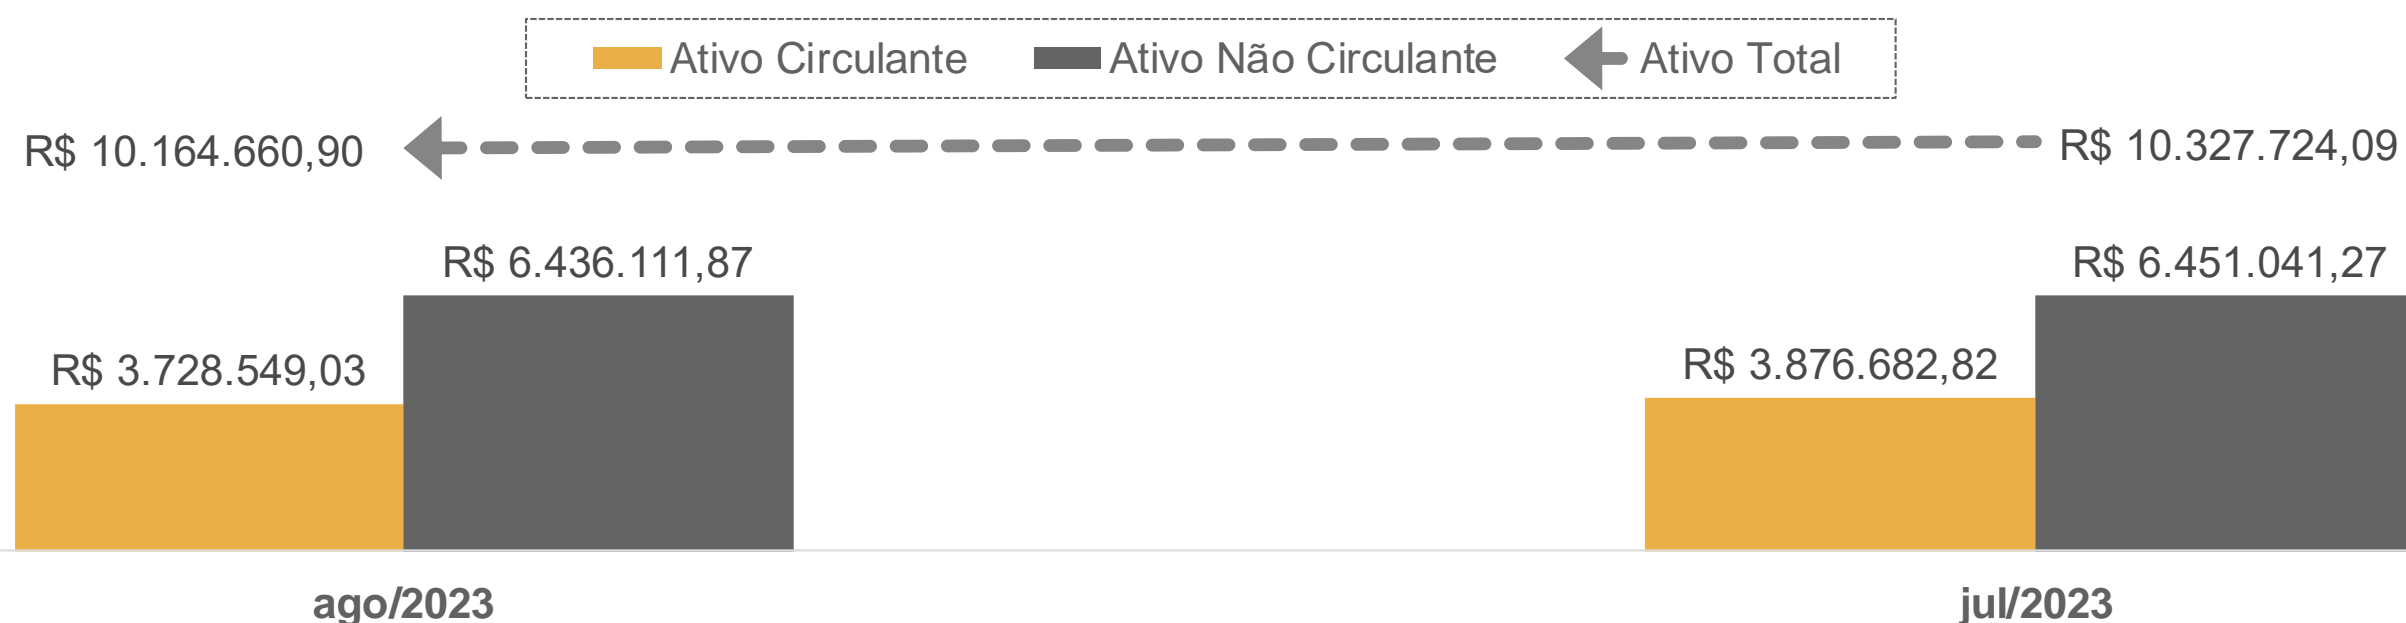 Ativo Circulante Ativo Não Circulante Ativo Total
R$ 10.164.660,90 R$ 10.327.724,09
R$ 6.436.111,87 R$ 6.451.041,27
R$ 3.728.549,03 R$ 3.876.682,82
ago/2023 jul/2023